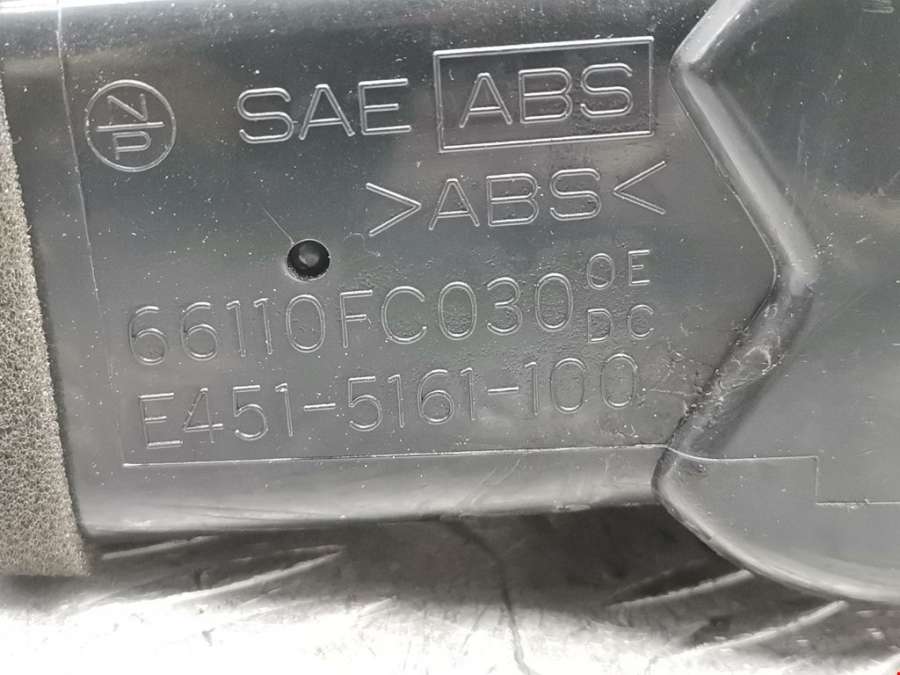 N
P
SAE ABS
>ABS<
66110FC030 OE
DC
E451-5161-100